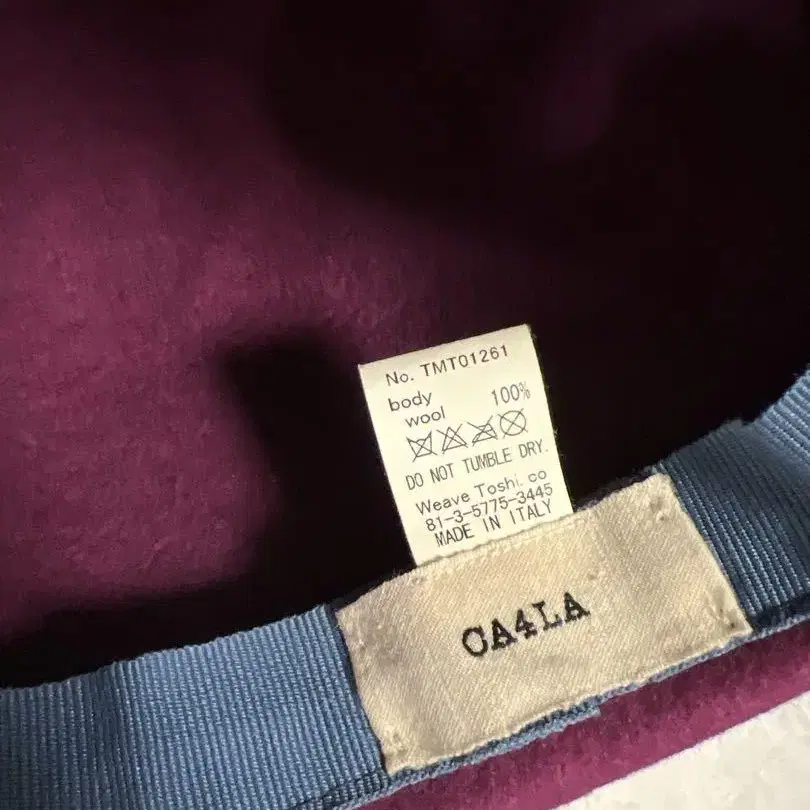 No. TMT01261
body
wool 100%
DO NOT TUMBLE DRY.
Weave Toshi. co
81-3-5775-3445
MADE IN ITALY
CA4LA